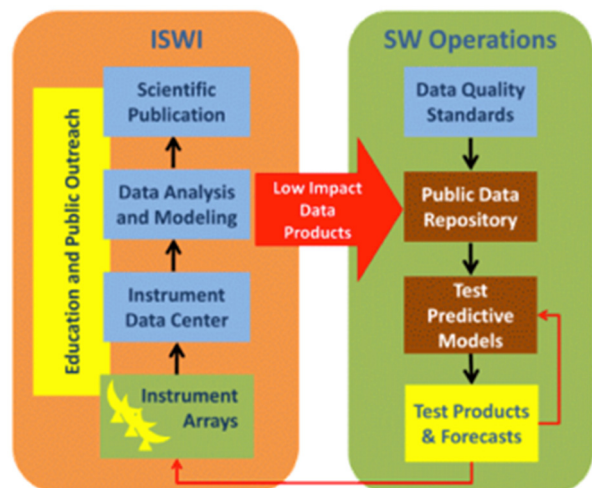 ISWI
Scientific
Publication
Data Analysis
and Modeling
Instrument
Data Center
Instrument
Arrays
Education and Public Outreach
Low Impact
Data
Products
SW Operations
Data Quality
Standards
Public Data
Repository
Test
Predictive
Models
Test Products
& Forecasts